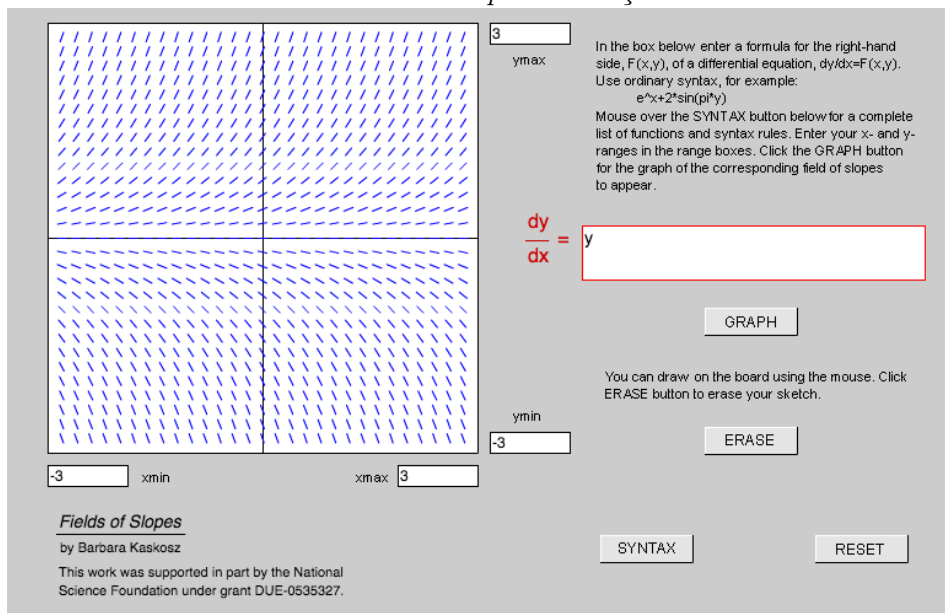 3
ymax
In the box below enter a formula for the right-hand
side, F(x,y), of a differential equation, dy/dx=F(x,y).
Use ordinary syntax, for example:
e^x+2*sin(pi*y)
Mouse over the SYNTAX button below for a complete
list of functions and syntax rules. Enter your x- and y-
ranges in the range boxes. Click the GRAPH button
for the graph of the corresponding field of slopes
to appear.
dy
dx
=
y
GRAPH
You can draw on the board using the mouse. Click
ERASE button to erase your sketch.
ymin
-3
ERASE
-3
xmin
xmax
3
Fields of Slopes
by Barbara Kaskosz
This work was supported in part by the National
Science Foundation under grant DUE-0535327.
SYNTAX
RESET